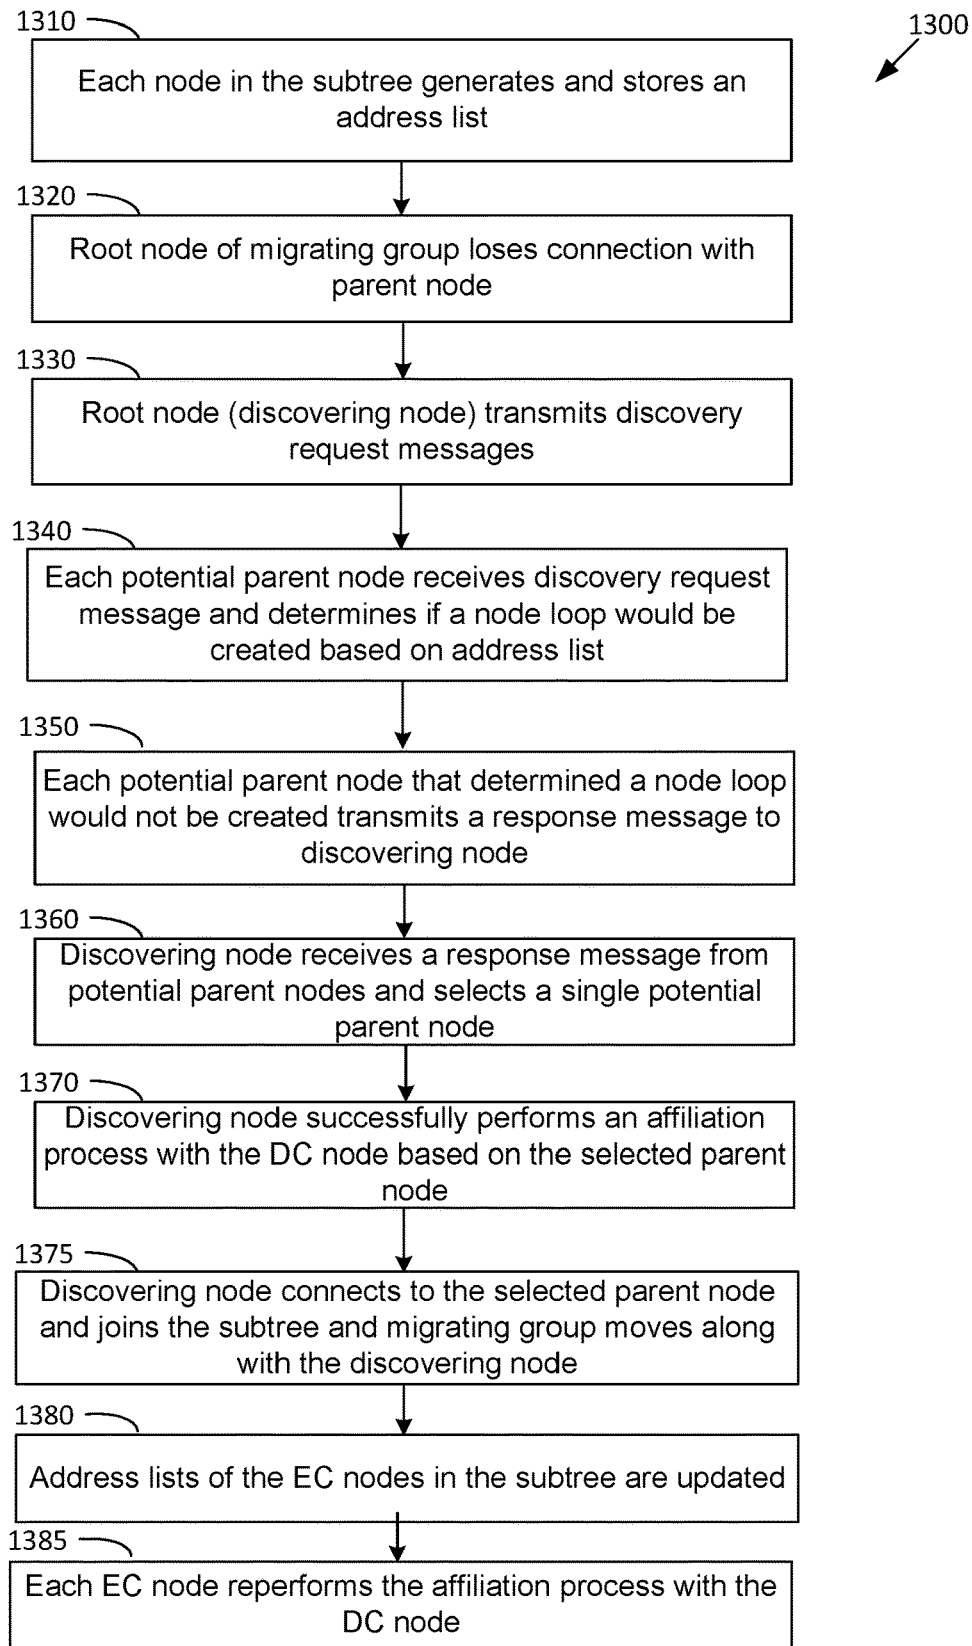 1310
1300
Each node in the subtree generates and stores an
address list
1320
Root node of migrating group loses connection with
parent node
1330
Root node (discovering node) transmits discovery
request messages
1340
Each potential parent node receives discovery request
message and determines if a node loop would be
created based on address list
1350
Each potential parent node that determined a node loop
would not be created transmits a response message to
discovering node
1360
Discovering node receives a response message from
potential parent nodes and selects a single potential
parent node
1370
Discovering node successfully performs an affiliation
process with the DC node based on the selected parent
node
1375
Discovering node connects to the selected parent node
and joins the subtree and migrating group moves along
with the discovering node
1380
Address lists of the EC nodes in the subtree are updated
1385
Each EC node reperforms the affiliation process with the
DC node